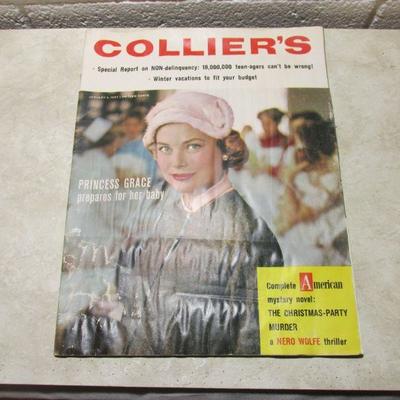 COLLIER'S
· Special Report on NON-delinquency: 18,000,000 teen-agers can't be wrong!
· Winter vacations to fit your budget
PRINCESS GRACE
prepares for her baby
Complete American
mystery novel:
THE CHRISTMAS-PARTY
MURDER
a NERO WOLFE thriller